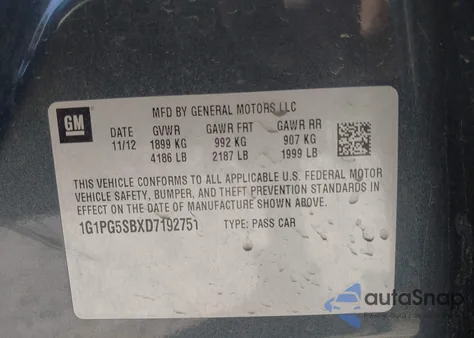 MFD BY GENERAL MOTORS LLC
GM
DATE GVWR GAWR FRT GAWR RR
11/12 1899 KG 992 KG 907 KG
4186 LB 2187 LB 1999 LB
THIS VEHICLE CONFORMS TO ALL APPLICABLE U.S. FEDERAL MOTOR
VEHICLE SAFETY, BUMPER, AND THEFT PREVENTION STANDARDS IN
EFFECT ON THE DATE OF MANUFACTURE SHOWN ABOVE.
1G1PG5SBXD7192751 TYPE: PASS CAR
autoSnap